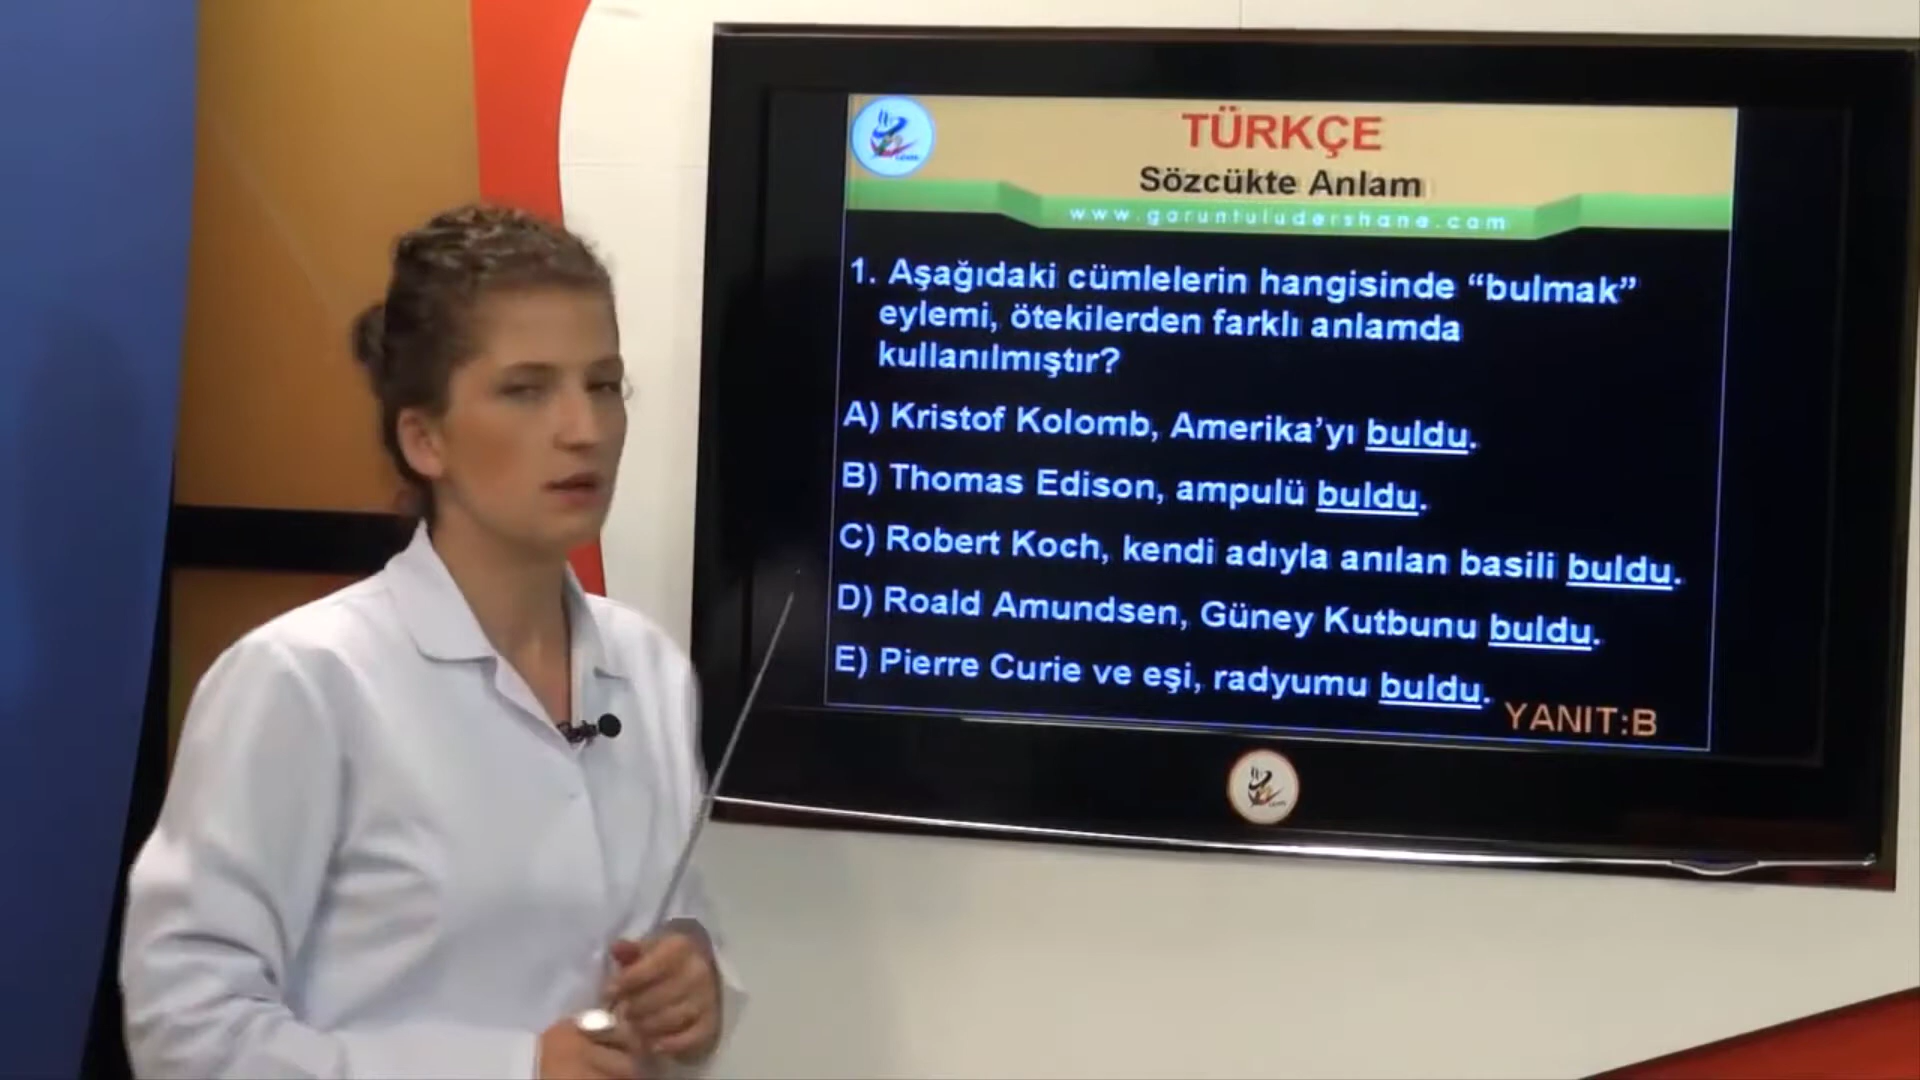 TÜRKÇE
Sözcükte Anlam
www.goruntuludershane.com
1. Aşağıdaki cümlelerin hangisinde “bulmak”
eylemi, ötekilerden farklı anlamda
kullanılmıştır?
A) Kristof Kolomb, Amerika’yı buldu.
B) Thomas Edison, ampulü buldu.
C) Robert Koch, kendi adıyla anılan basili buldu.
D) Roald Amundsen, Güney Kutbunu buldu.
E) Pierre Curie ve eşi, radyumu buldu.
YANIT:B